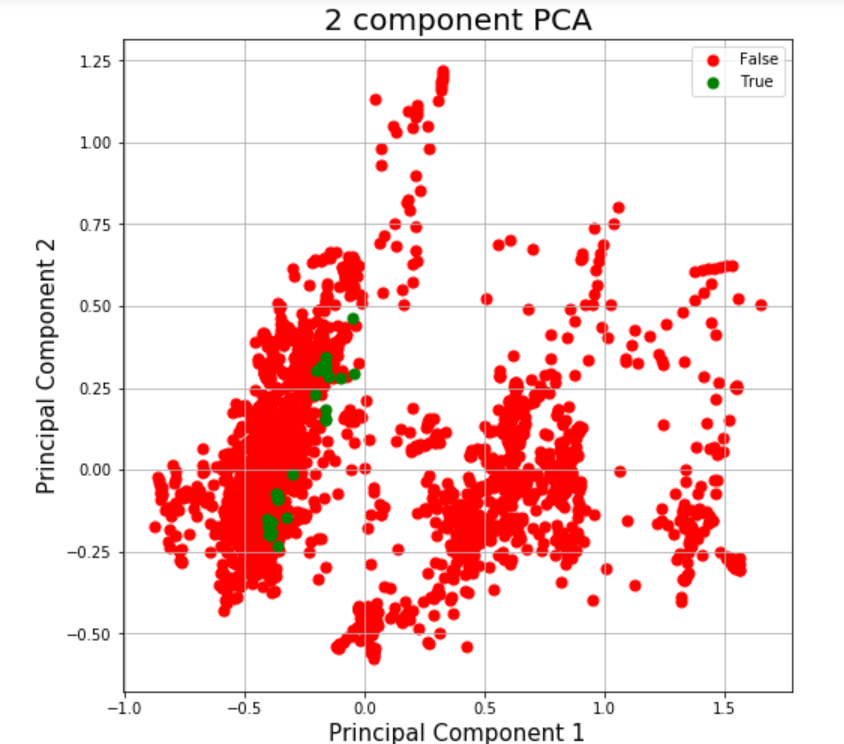 2 component PCA
False
True
1.25
1.00
0.75
0.50
0.25
0.00
−0.25
−0.50
Principal Component 2
−1.0 −0.5 0.0 0.5 1.0 1.5
Principal Component 1